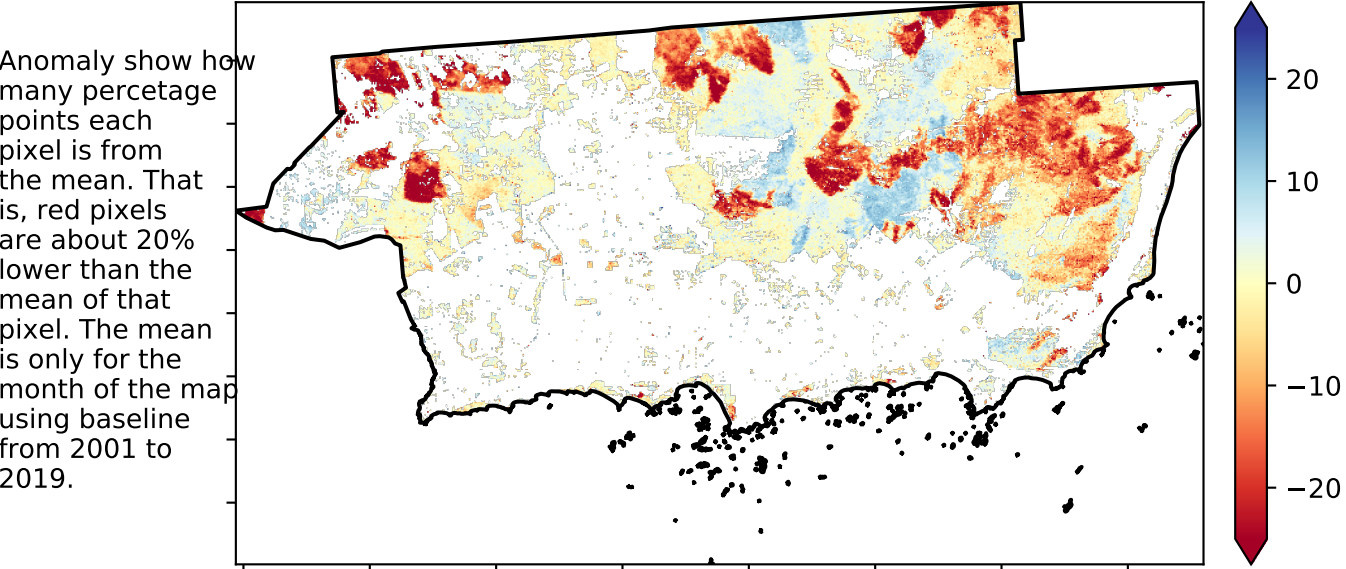 Anomaly show how
many percetage
points each
pixel is from
the mean. That
is, red pixels
are about 20%
lower than the
mean of that
pixel. The mean
is only for the
month of the map
using baseline
from 2001 to
2019.
20
10
0
−10
−20